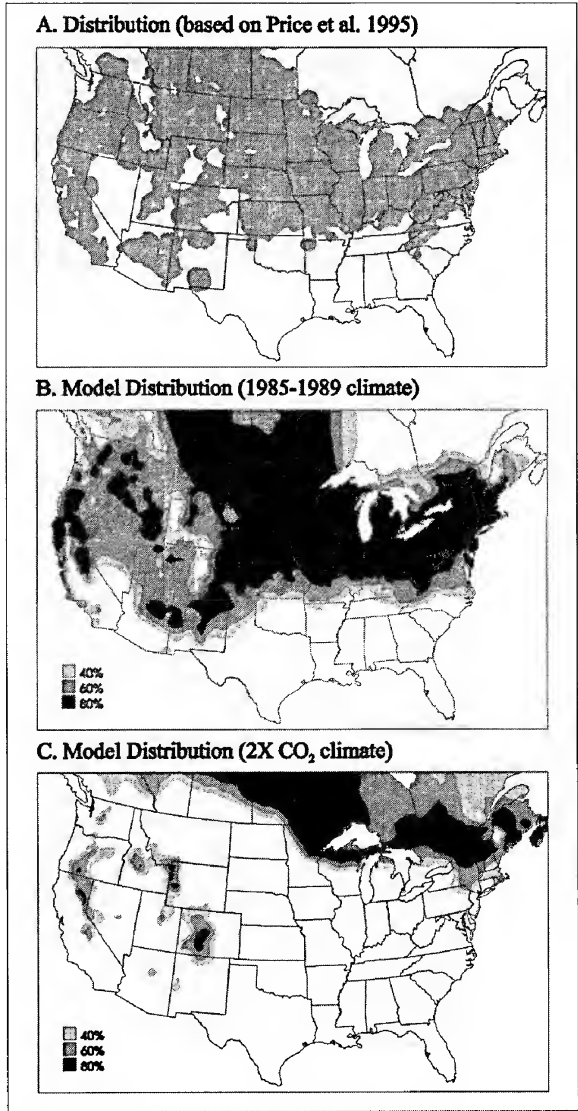 A. Distribution (based on Price et al. 1995)
B. Model Distribution (1985-1989 climate)
40%
60%
80%
C. Model Distribution (2X CO₂ climate)
40%
60%
80%